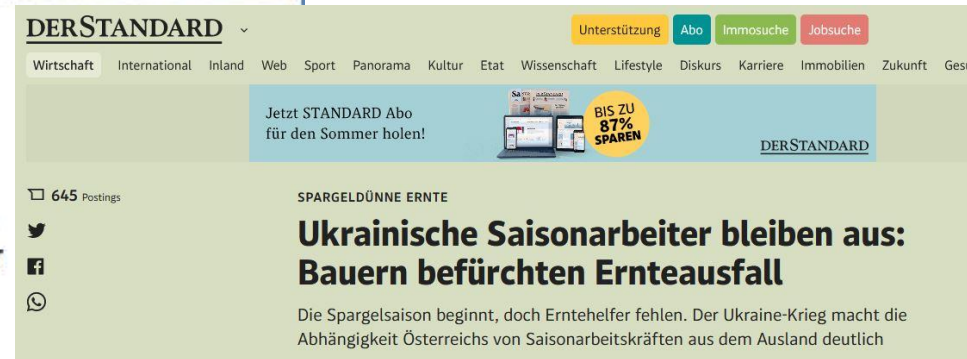 DERSTANDARD
Unterstützung Abo Immosuche Jobsuche
Wirtschaft International Inland Web Sport Panorama Kultur Etat Wissenschaft Lifestyle Diskurs Karriere Immobilien Zukunft
Jetzt STANDARD Abo
für den Sommer holen!
BIS ZU
87%
SPAREN
DERSTANDARD
645 Postings
SPARGELDÜNNE ERNTE
Ukrainische Saisonarbeiter bleiben aus:
Bauern befürchten Ernteausfall
Die Spargelsaison beginnt, doch Erntehelfer fehlen. Der Ukraine-Krieg macht die
Abhängigkeit Österreichs von Saisonarbeitskräften aus dem Ausland deutlich